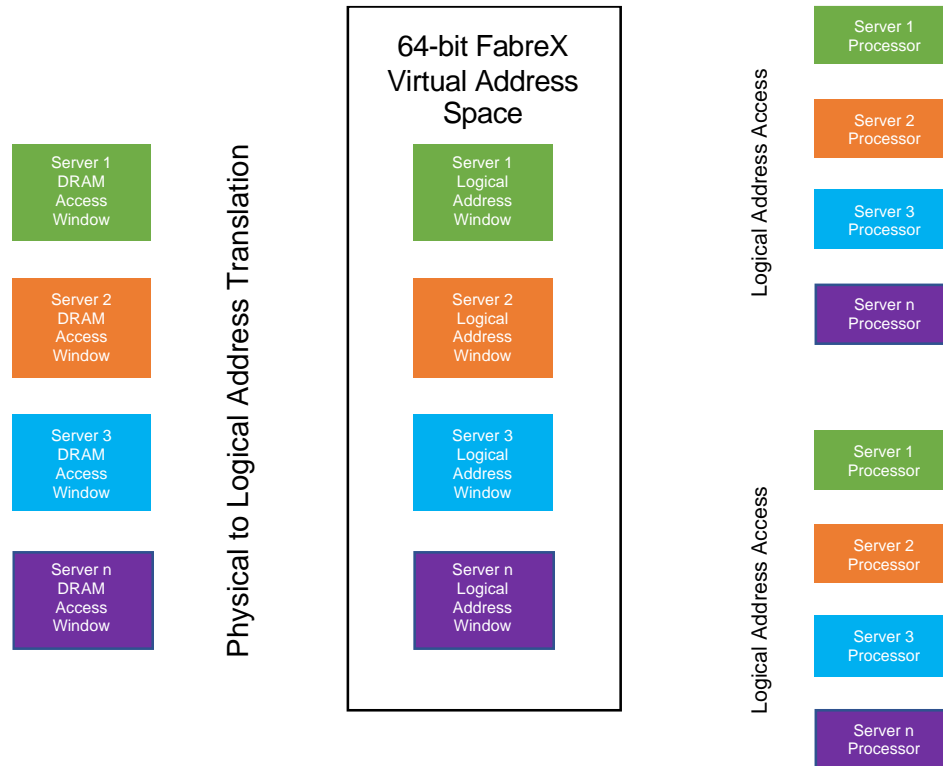 64-bit FabreX
Virtual Address
Space
Server 1
DRAM
Access
Window
Server 2
DRAM
Access
Window
Server 3
DRAM
Access
Window
Server n
DRAM
Access
Window
Physical to Logical Address Translation
Server 1
Logical
Address
Window
Server 2
Logical
Address
Window
Server 3
Logical
Address
Window
Server n
Logical
Address
Window
Logical Address Access
Server 1
Processor
Server 2
Processor
Server 3
Processor
Server n
Processor
Logical Address Access
Server 1
Processor
Server 2
Processor
Server 3
Processor
Server n
Processor